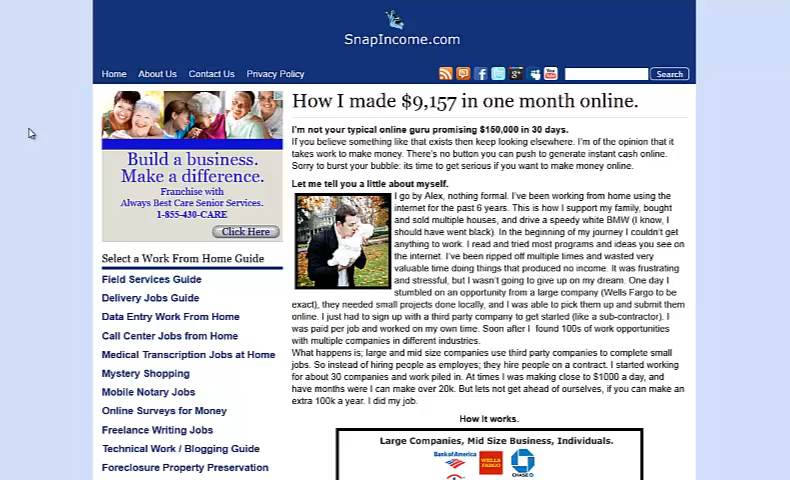 SnapIncome.com
Home About Us Contact Us Privacy Policy
Search
Build a business.
Make a difference.
Franchise with
Always Best Care Senior Services.
1-855-430-CARE
Click Here
Select a Work From Home Guide
Field Services Guide
Delivery Jobs Guide
Data Entry Work From Home
Call Center Jobs from Home
Medical Transcription Jobs at Home
Mystery Shopping
Mobile Notary Jobs
Online Surveys for Money
Freelance Writing Jobs
Technical Work / Blogging Guide
Foreclosure Property Preservation
How I made $9,157 in one month online.
I'm not your typical online guru promising $150,000 in 30 days.
If you believe something like that exists then keep looking elsewhere. I'm of the opinion that it
takes work to make money. There's no button you can push to generate instant cash online.
Sorry to burst your bubble: its time to get serious if you want to make money online.
Let me tell you a little about myself.
I go by Alex, nothing formal. I've been working from home using the
internet for the past 6 years. This is how I support my family, bought
and sold multiple houses, and drive a speedy white BMW (I know, I
should have went black). In the beginning of my journey I couldn't get
anything to work. I read and tried most programs and ideas you see on
the internet. I've been ripped off multiple times and wasted very
valuable time doing things that produced no income. It was frustrating
and stressful, but I wasn't going to give up on my dream. One day I
stumbled on an opportunity from a large company (Wells Fargo to be
exact), they needed small projects done locally, and I was able to pick them up and submit them
online. I just had to sign up with a third party company to get started (like a sub-contractor). I
was paid per job and worked on my own time. Soon after I found 100s of work opportunities
with multiple companies in different industries.
What happens is; large and mid size companies use third party companies to complete small
jobs. So instead of hiring people as employees; they hire people on a contract. I started working
for about 30 companies and work piled in. At times I was making close to $1000 a day, and
have months were I can make over 20k. But lets not get ahead of ourselves, if you can make an
extra 100k a year. I did my job.
How it works.
Large Companies, Mid Size Business, Individuals.
Bank of America
WELLS
FARGO
CHASE